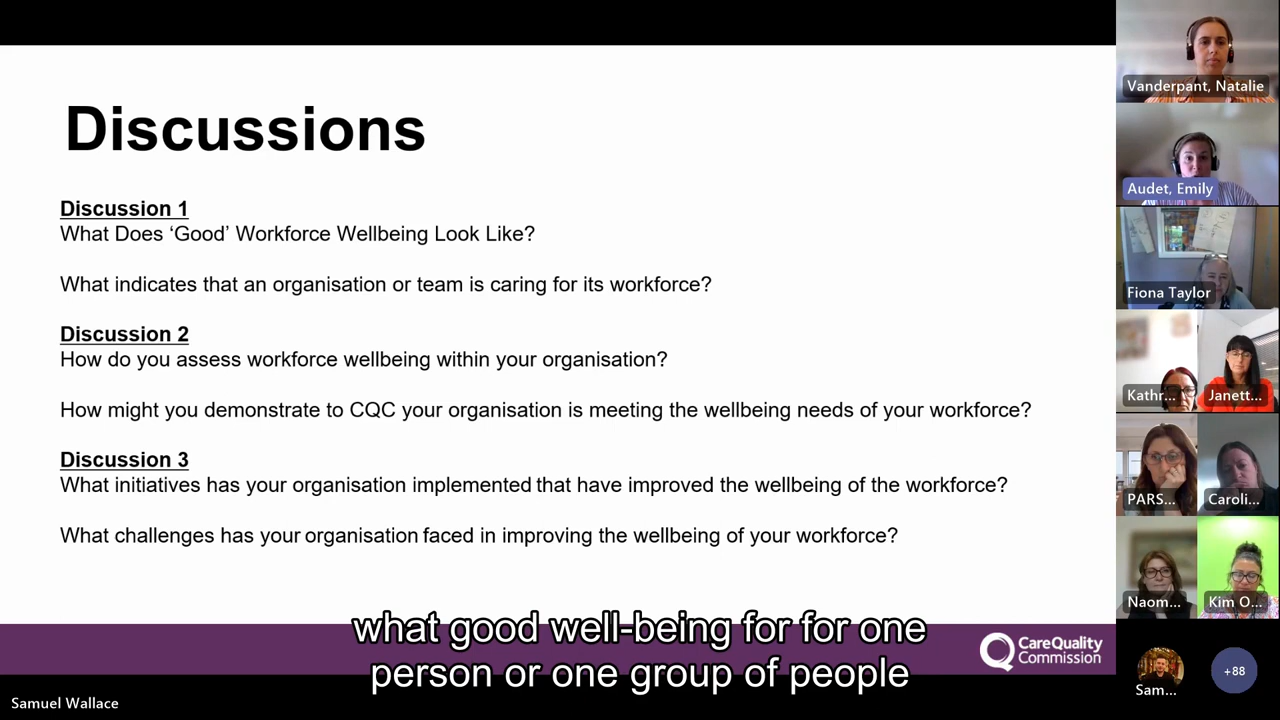 Discussions
Discussion 1
What Does ‘Good’ Workforce Wellbeing Look Like?
What indicates that an organisation or team is caring for its workforce?
Discussion 2
How do you assess workforce wellbeing within your organisation?
How might you demonstrate to CQC your organisation is meeting the wellbeing needs of your workforce?
Discussion 3
What initiatives has your organisation implemented that have improved the wellbeing of the workforce?
What challenges has your organisation faced in improving the wellbeing of your workforce?
what good well-being for for one
person or one group of people
CareQuality
Commission
Samuel Wallace
Vanderpant, Natalie
Audet, Emily
Fiona Taylor
Kathr...
Janett...
PARS...
Caroli...
Naom...
Kim O...
Sam...
+88